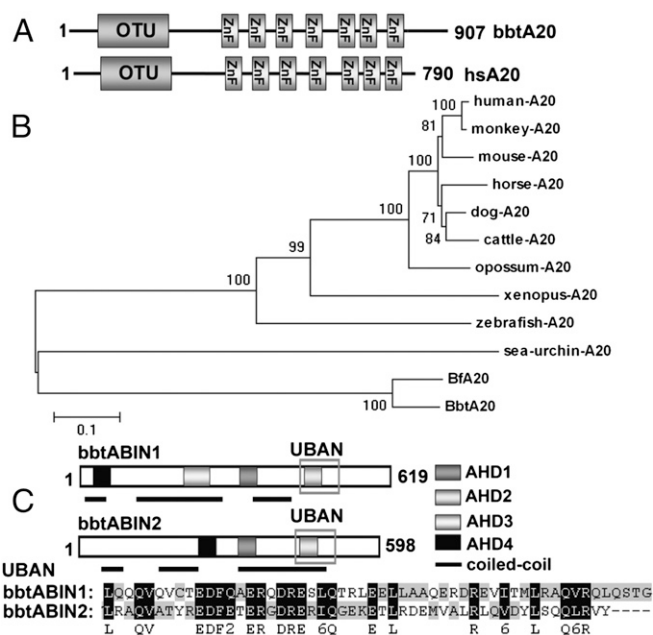 A
1 OTU ZnF ZnF ZnF ZnF ZnF ZnF ZnF 907 bbtA20
1 OTU ZnF ZnF ZnF ZnF ZnF ZnF ZnF 790 hsA20
B
100 human-A20
81 monkey-A20
100 mouse-A20
horse-A20
100 71 dog-A20
84 cattle-A20
99 opossum-A20
100 xenopus-A20
zebrafish-A20
sea-urchin-A20
BfA20
100 BbtA20
0.1
C
bbtABIN1 UBAN
1 619
bbtABIN2 UBAN
1 598
AHD1
AHD2
AHD3
AHD4
coiled-coil
UBAN
bbtABIN1: LQQQVQVCTEDFQAERQDRESLQTRLEELLAAQERDREVLTMLRAQVRQLQSTG
bbtABIN2: LRAQVATYREDFETERGDRERIQGEKETLRDEMVALRLQVDYLSQQLRVY----
L QV EDF2 ER DRE 6Q E L R 6 L Q6R